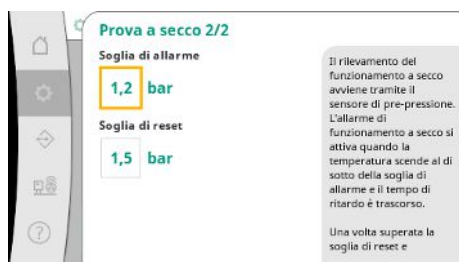 Prova a secco 2/2
Soglia di allarme
1,2 bar
Soglia di reset
1,5 bar
Il rilevamento del
funzionamento a secco
avviene tramite il
sensore di pre-pressione.
L'allarme di
funzionamento a secco si
attiva quando la
temperatura scende al di
sotto della soglia di
allarme e il tempo di
ritardo è trascorso.
Una volta superata la
soglia di reset e